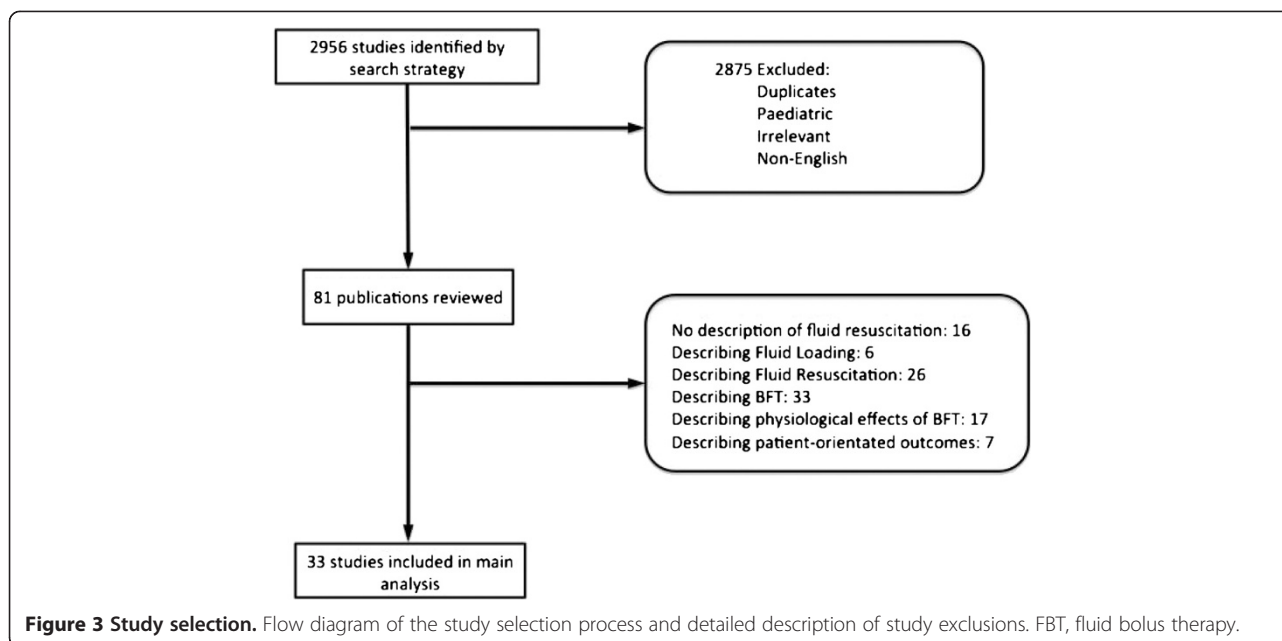 2956 studies identified by
search strategy
2875 Excluded:
Duplicates
Paediatric
Irrelevant
Non-English
81 publications reviewed
No description of fluid resuscitation: 16
Describing Fluid Loading: 6
Describing Fluid Resuscitation: 26
Describing BFT: 33
Describing physiological effects of BFT: 17
Describing patient-orientated outcomes: 7
33 studies included in main
analysis
Figure 3 Study selection. Flow diagram of the study selection process and detailed description of study exclusions. FBT, fluid bolus therapy.